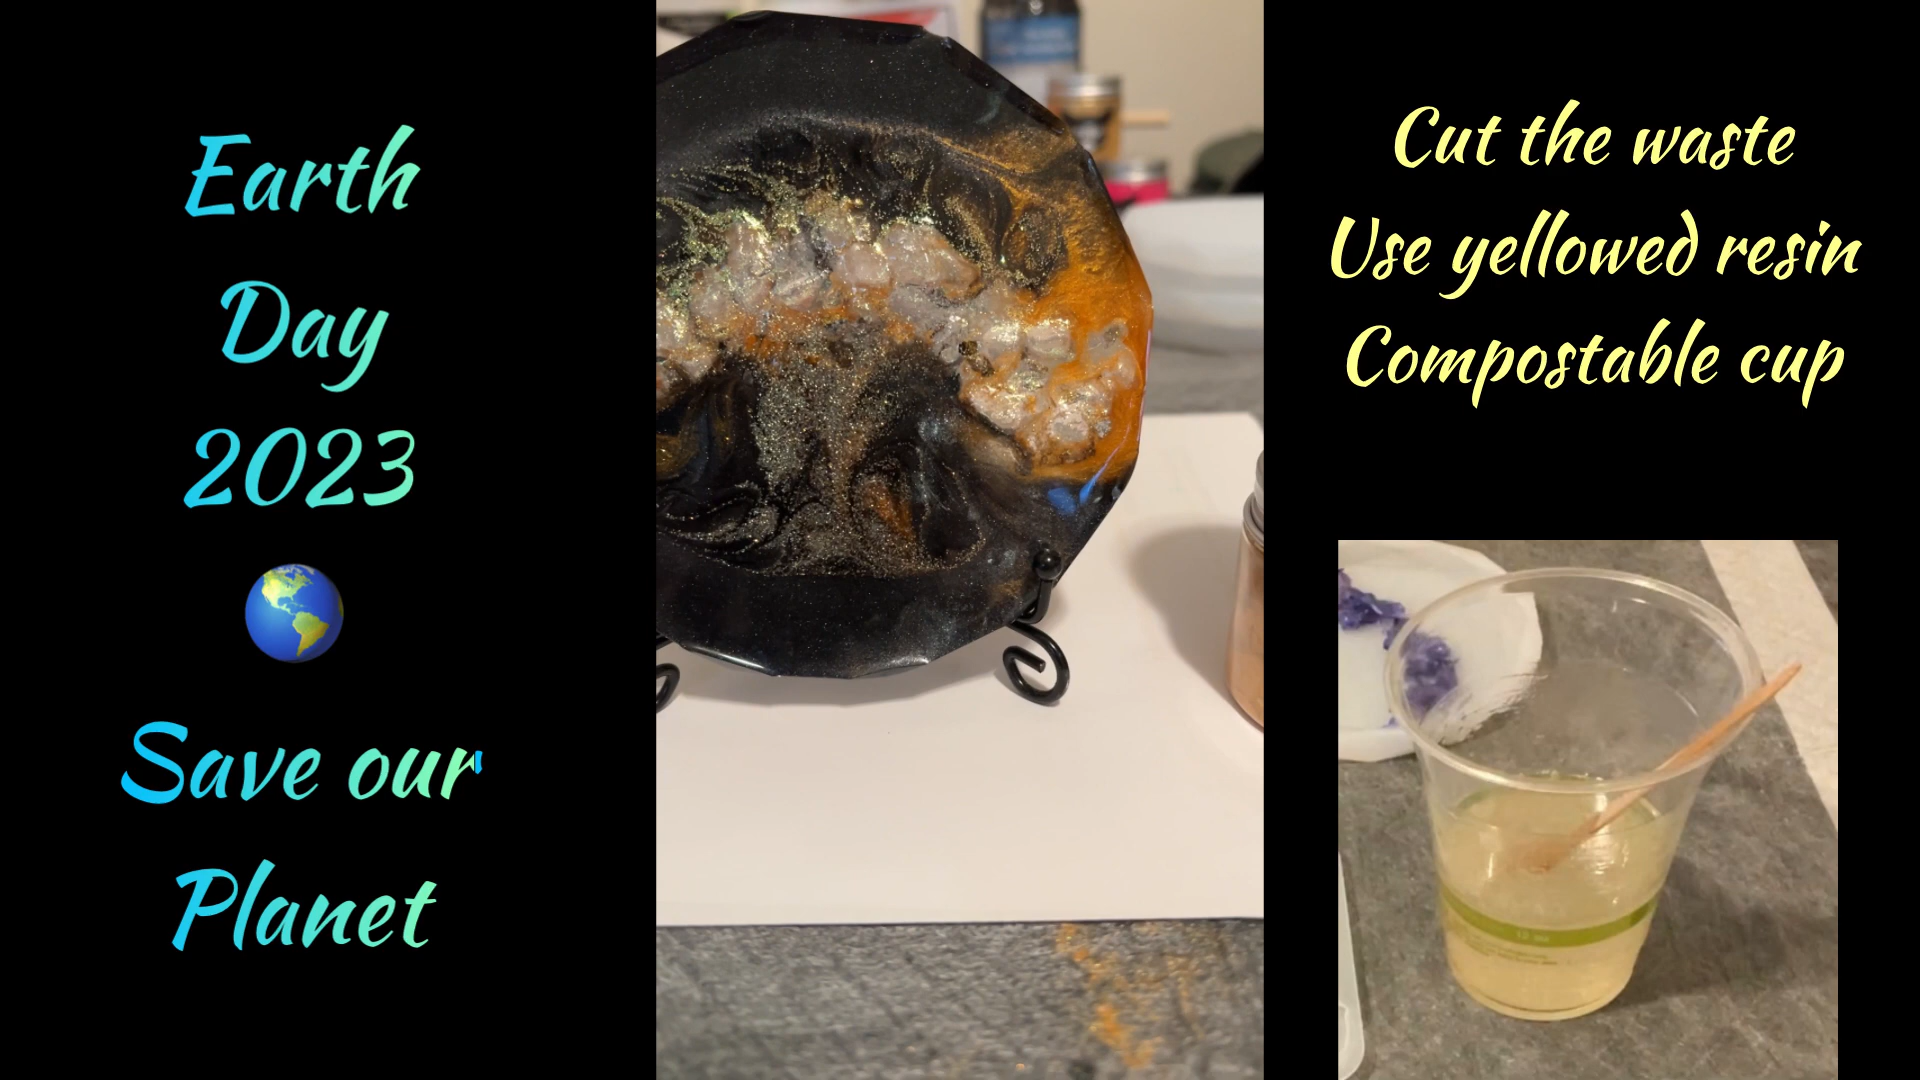 Earth
Day
2023
Save our
Planet
Cut the waste
Use yellowed resin
Compostable cup